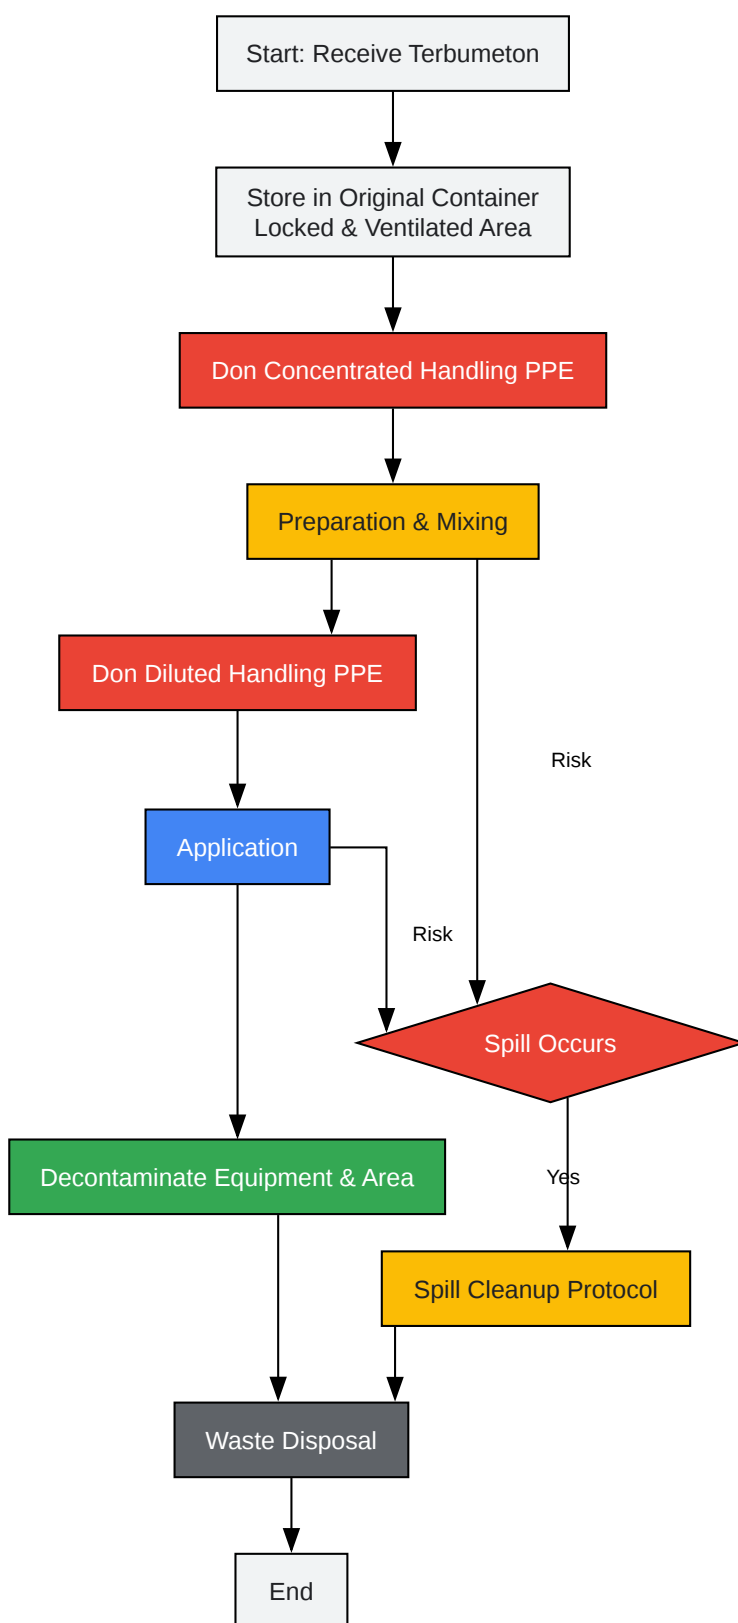 Start: Receive Terbumeton
Store in Original Container
Locked & Ventilated Area
Don Concentrated Handling PPE
Preparation & Mixing
Don Diluted Handling PPE
Risk
Application
Risk
Spill Occurs
Decontaminate Equipment & Area
Yes
Spill Cleanup Protocol
Waste Disposal
End